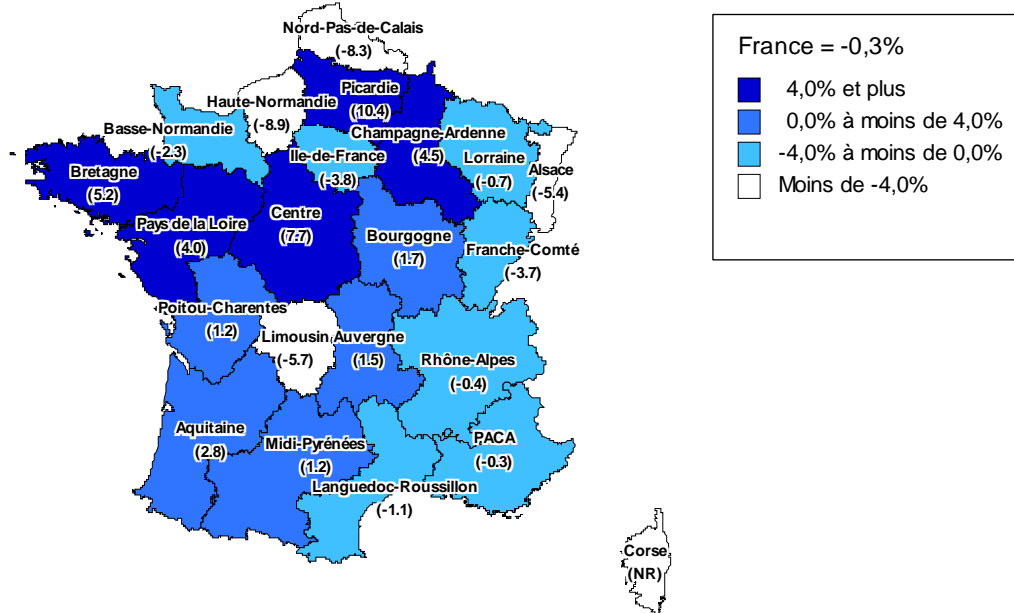 Nord-Pas-de-Calais
(-8.3)
Picardie
(10.4)
Haute-Normandie
(-8.9)
Basse-Normandie
(-2.3)
Champagne-Ardenne
(4.5)
Ile-de-France
(-3.8)
Lorraine
(-0.7)
Alsace
(-5.4)
Bretagne
(5.2)
Pays de la Loire
(4.0)
Centre
(7.7)
Bourgogne
(1.7)
Franche-Comté
(-3.7)
Poitou-Charentes
(1.2)
Limousin
(-5.7)
Auvergne
(1.5)
Rhône-Alpes
(-0.4)
Aquitaine
(2.8)
Midi-Pyrénées
(1.2)
PACA
(-0.3)
Languedoc-Roussillon
(-1.1)
Corse
(NR)
France = -0,3%
4,0% et plus
0,0% à moins de 4,0%
-4,0% à moins de 0,0%
Moins de -4,0%